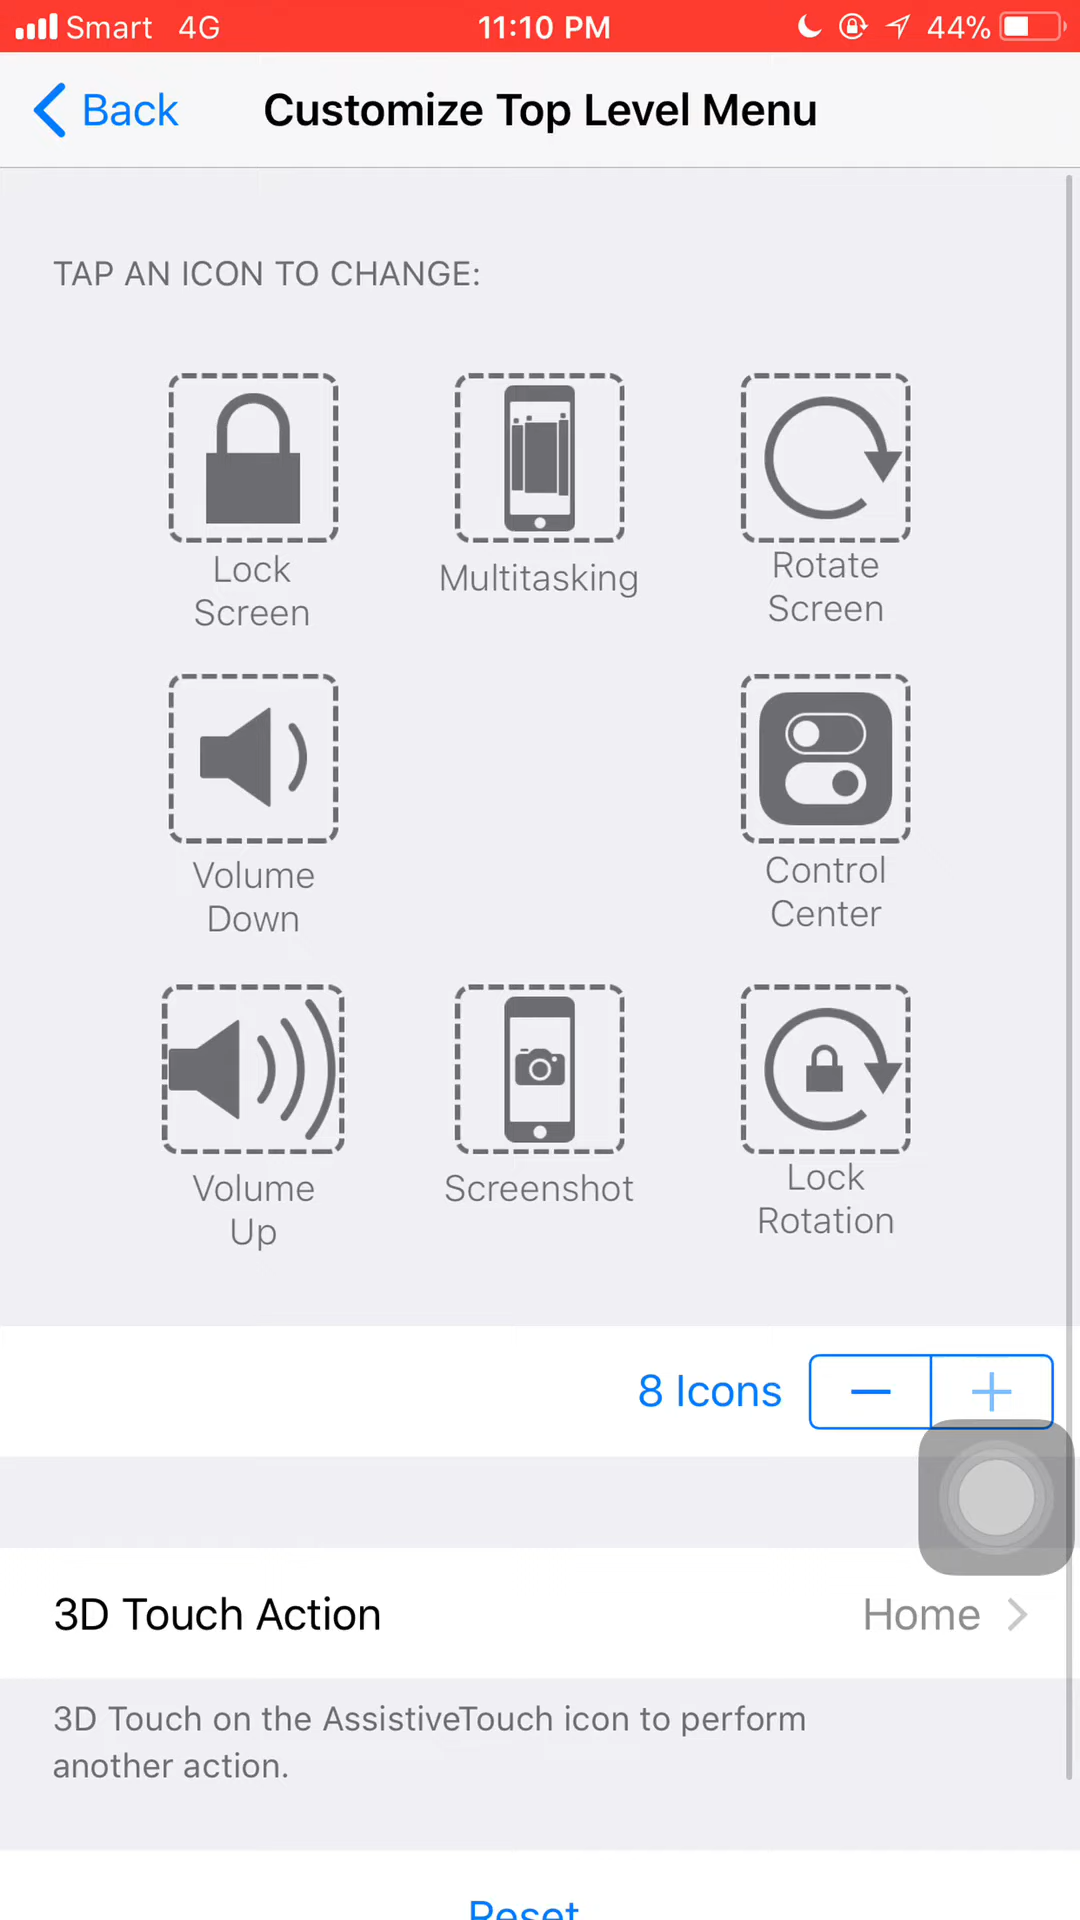 Smart 4G 11:10 PM 44%
Back Customize Top Level Menu
TAP AN ICON TO CHANGE:
Lock
Screen
Multitasking
Rotate
Screen
Volume
Down
Control
Center
Volume
Up
Screenshot
Lock
Rotation
8 Icons
3D Touch Action Home
3D Touch on the AssistiveTouch icon to perform
another action.
Reset